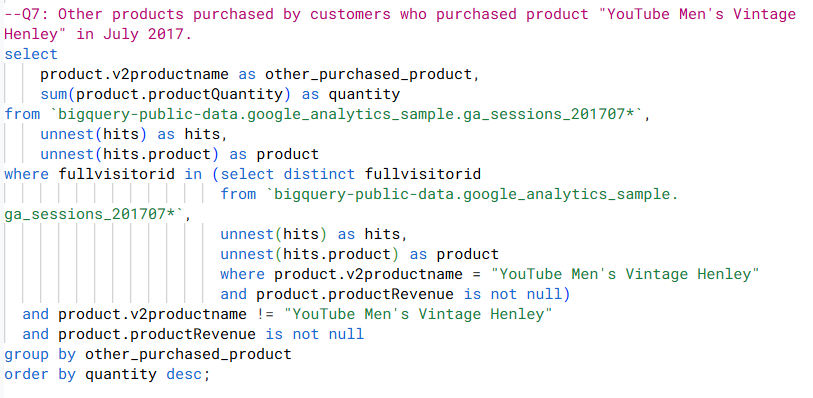 --Q7: Other products purchased by customers who purchased product "YouTube Men's Vintage
Henley" in July 2017.
select
product.v2productname as other_purchased_product,
sum(product.productQuantity) as quantity
from `bigquery-public-data.google_analytics_sample.ga_sessions_201707*`,
unnest(hits) as hits,
unnest(hits.product) as product
where fullvisitorid in (select distinct fullvisitorid
from `bigquery-public-data.google_analytics_sample.
ga_sessions_201707*`,
unnest(hits) as hits,
unnest(hits.product) as product
where product.v2productname = "YouTube Men's Vintage Henley"
and product.productRevenue is not null)
and product.v2productname != "YouTube Men's Vintage Henley"
and product.productRevenue is not null
group by other_purchased_product
order by quantity desc;